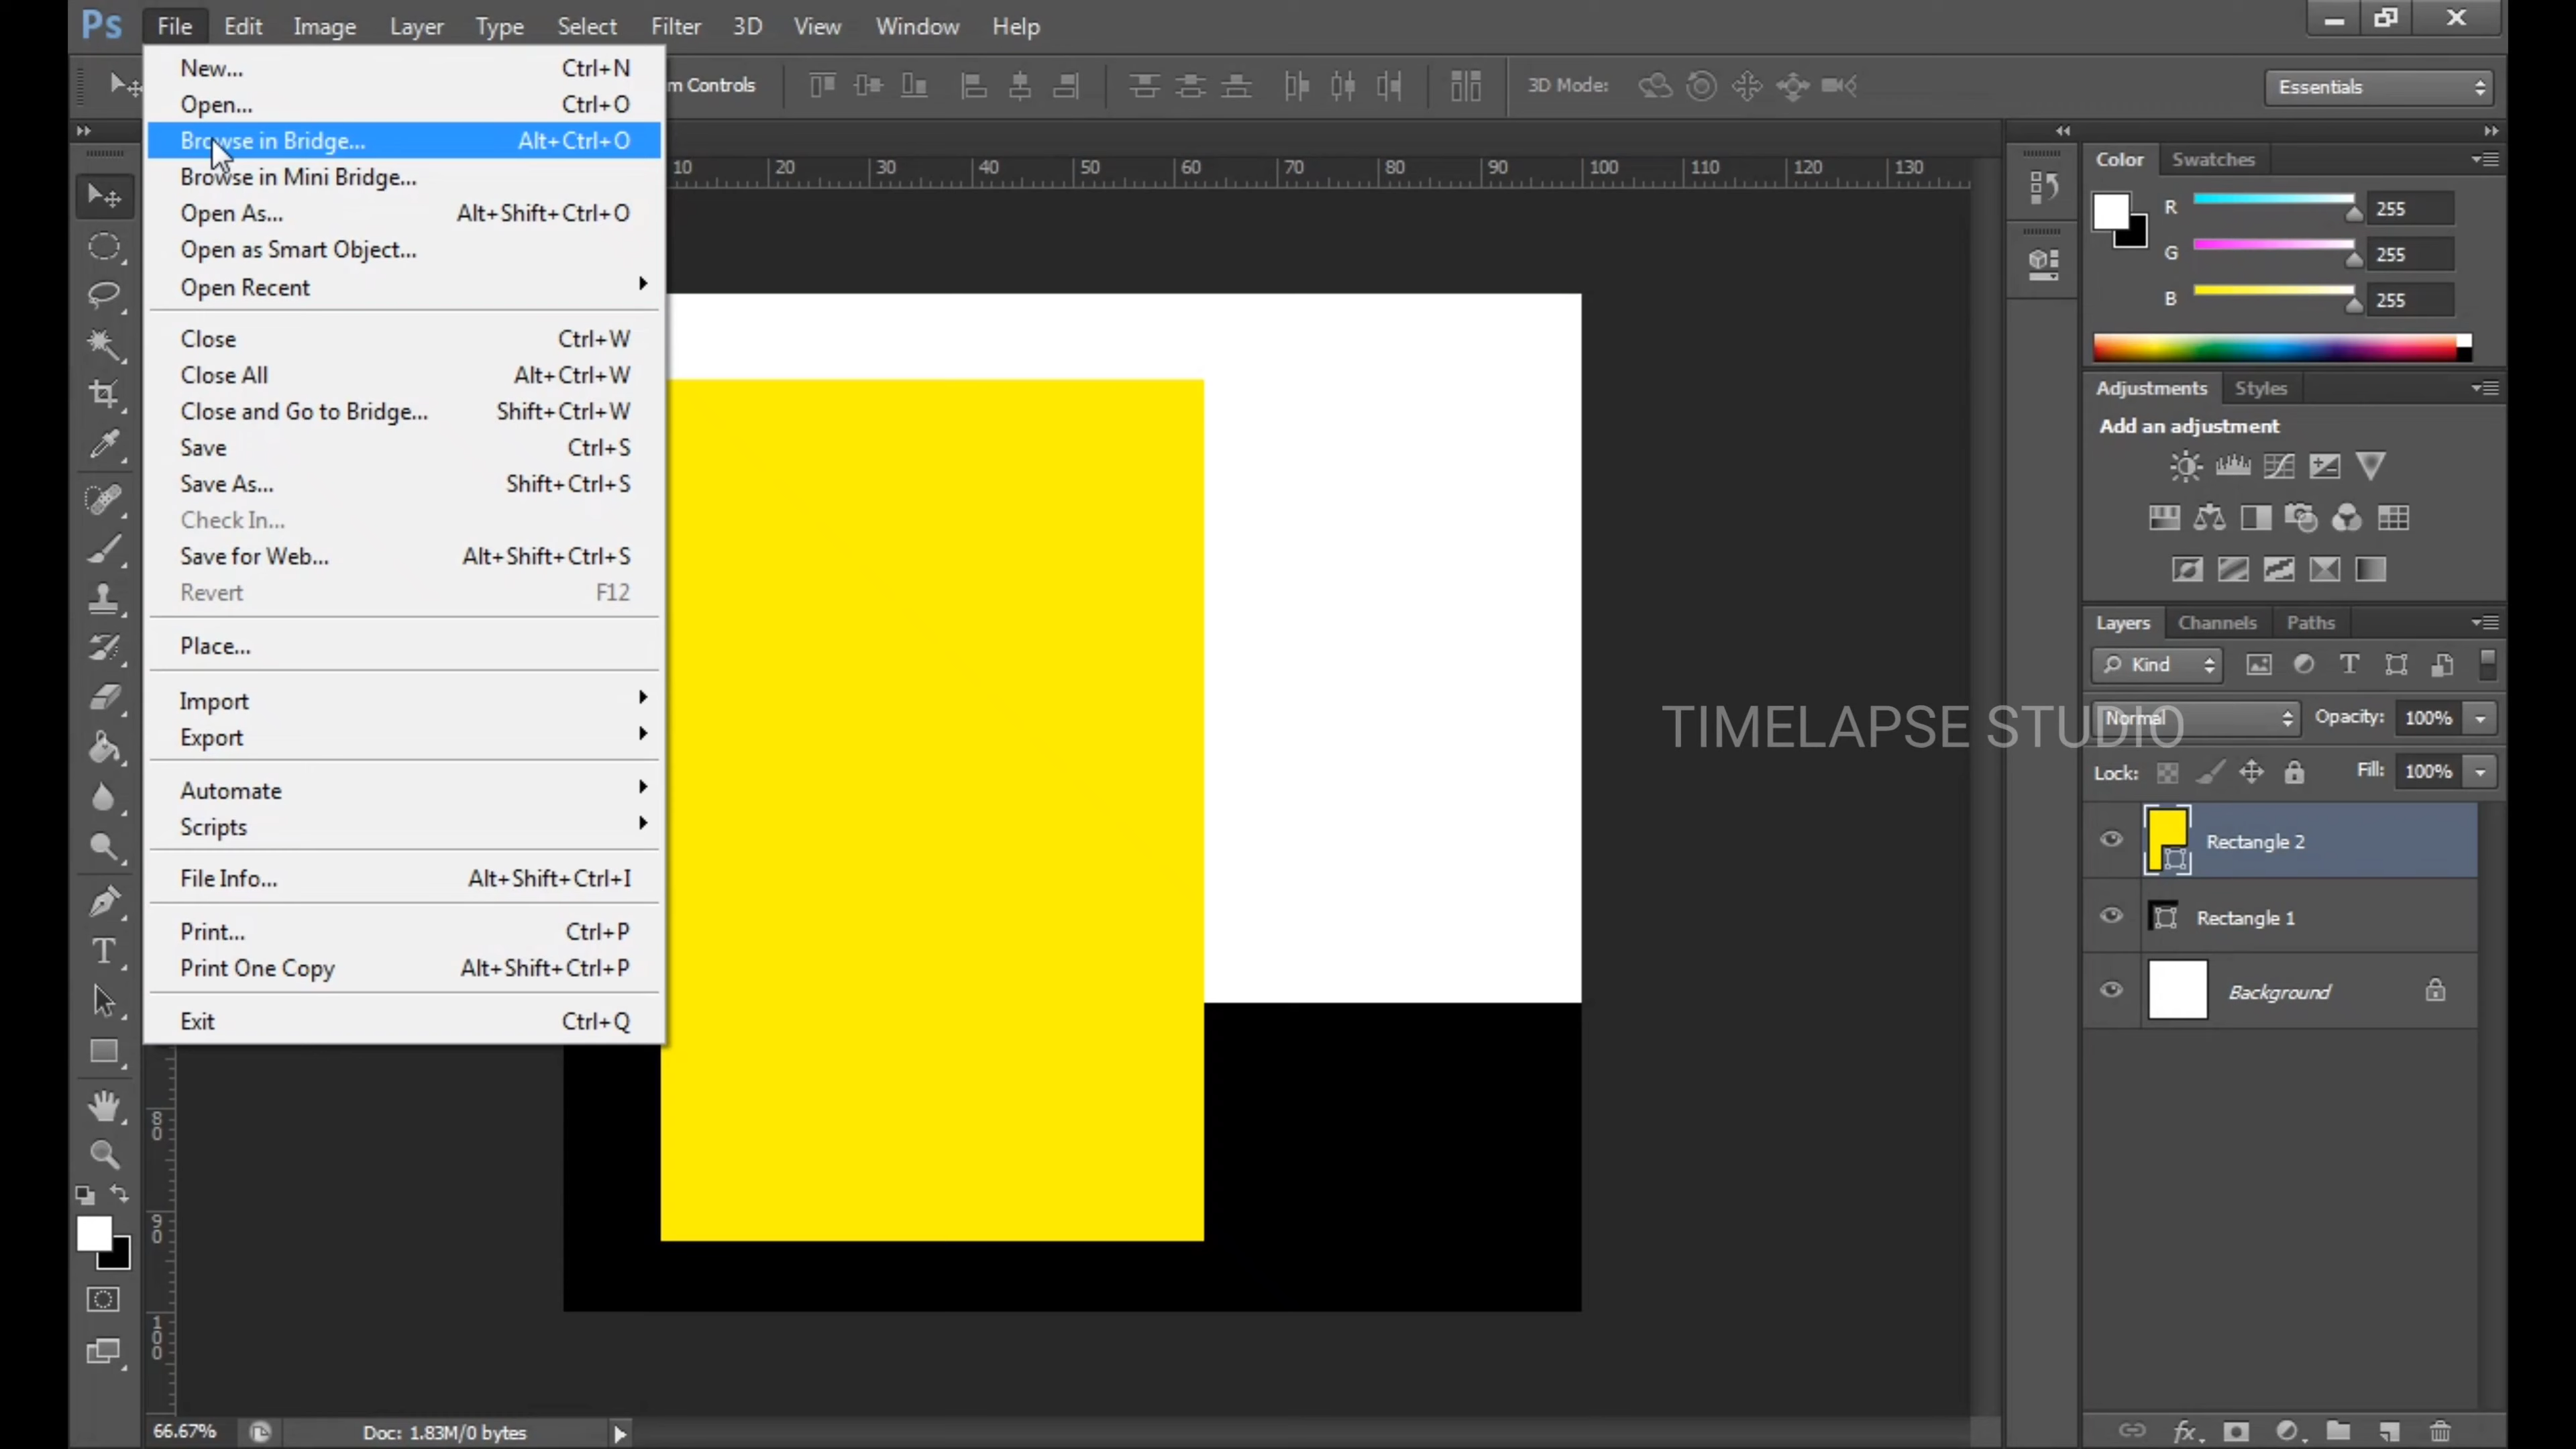 Ps File Edit Image Layer Type Select Filter 3D View Window Help
New... Ctrl+N
Open... Ctrl+O
Browse in Bridge... Alt+Ctrl+O
Browse in Mini Bridge...
Open As... Alt+Shift+Ctrl+O
Open as Smart Object...
Open Recent
Close Ctrl+W
Close All Alt+Ctrl+W
Close and Go to Bridge... Shift+Ctrl+W
Save Ctrl+S
Save As... Shift+Ctrl+S
Check In...
Save for Web... Alt+Shift+Ctrl+S
Revert F12
Place...
Import
Export
Automate
Scripts
File Info... Alt+Shift+Ctrl+I
Print... Ctrl+P
Print One Copy Alt+Shift+Ctrl+P
Exit Ctrl+Q
m Controls 3D Mode: Essentials
10 20 30 40 50 60 70 80 90 100 110 120 130
80
90
100
Color Swatches
R 255
G 255
B 255
Adjustments Styles
Add an adjustment
Layers Channels Paths
Kind
TIMELAPSE STUDIO
Normal Opacity: 100%
Lock: Fill: 100%
Rectangle 2
Rectangle 1
Background
fx
66.67% Doc: 1.83M/0 bytes